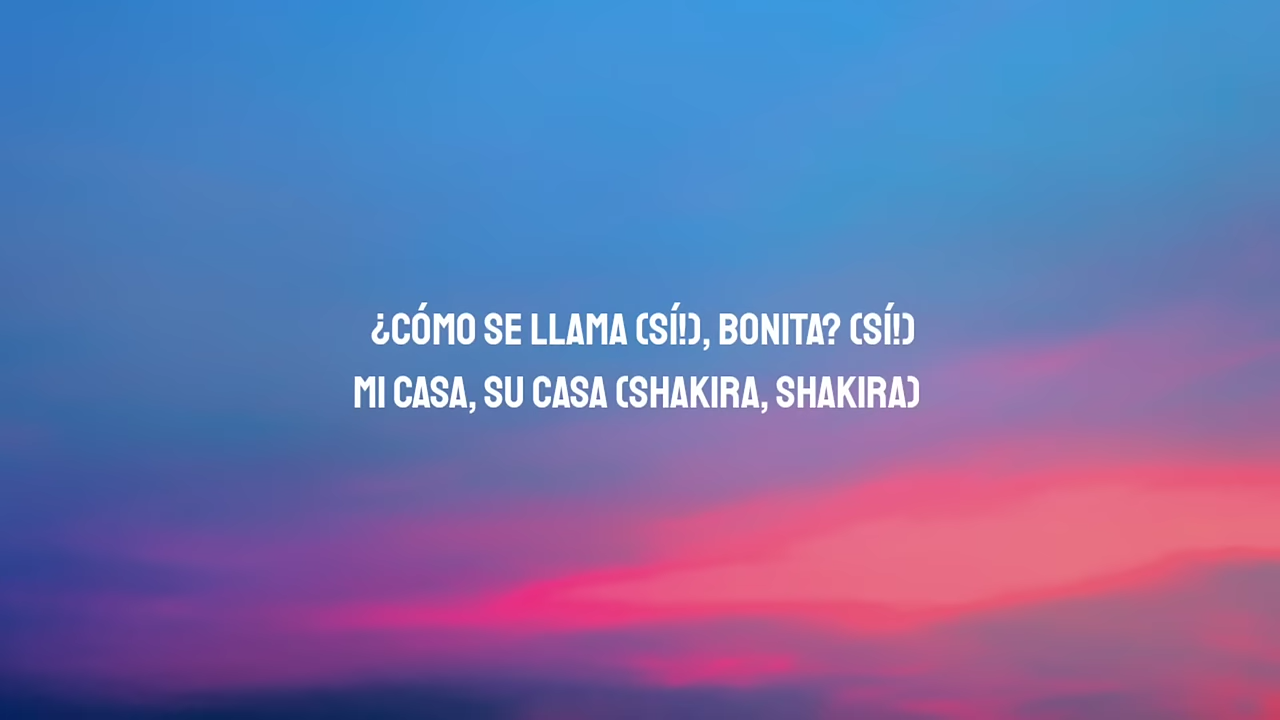 ¿CÓMO SE LLAMA (SÍ!), BONITA? (SÍ!)
MI CASA, SU CASA (SHAKIRA, SHAKIRA)